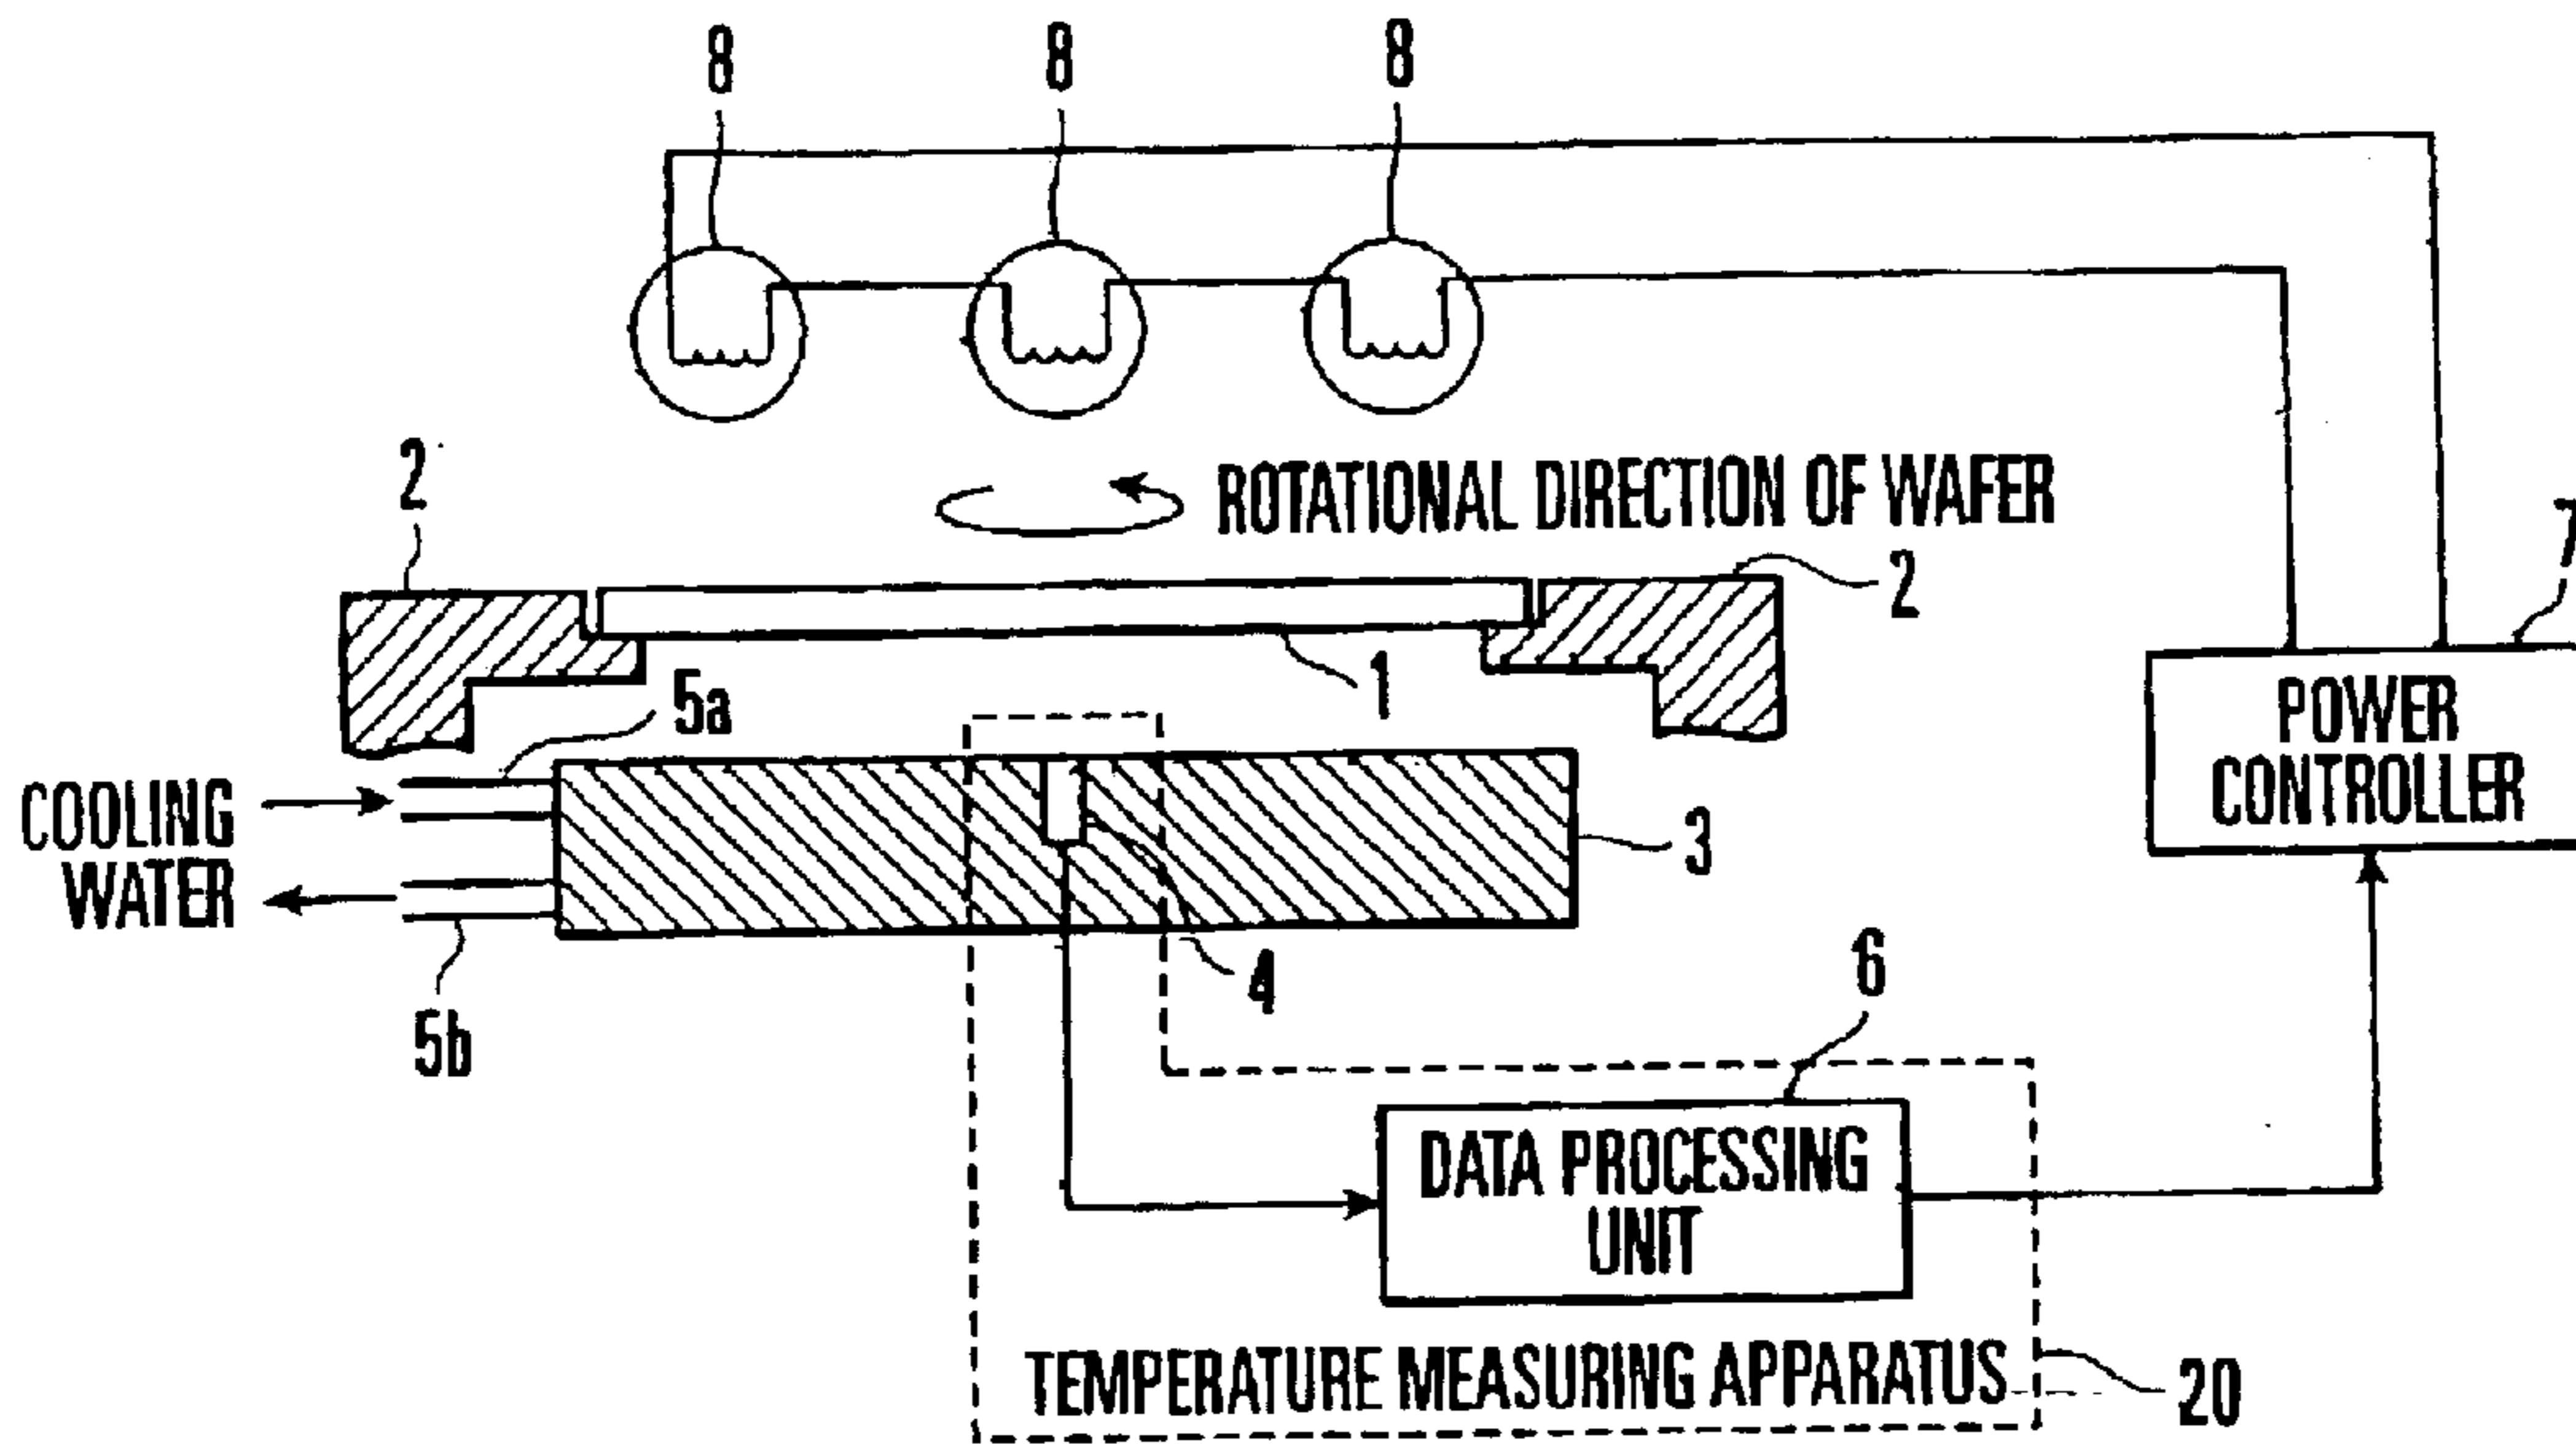 8
8
8
2
ROTATIONAL DIRECTION OF WAFER
2
7
1
5a
POWER
CONTROLLER
COOLING
WATER
3
4
5b
6
DATA PROCESSING
UNIT
TEMPERATURE MEASURING APPARATUS
20